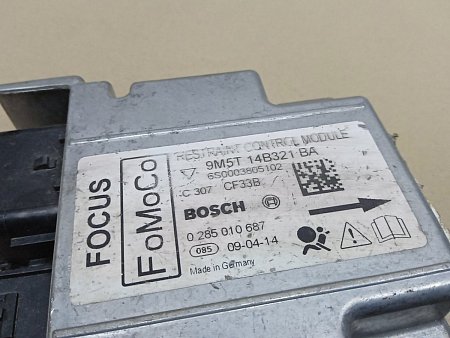 FOCUS
FoMoCo
RESTRAINT CONTROL MODULE
9M5T 14B321 BA
6S0003805102
C 307 CF33B
BOSCH
0 285 010 687
085 09-04-14
Made in Germany